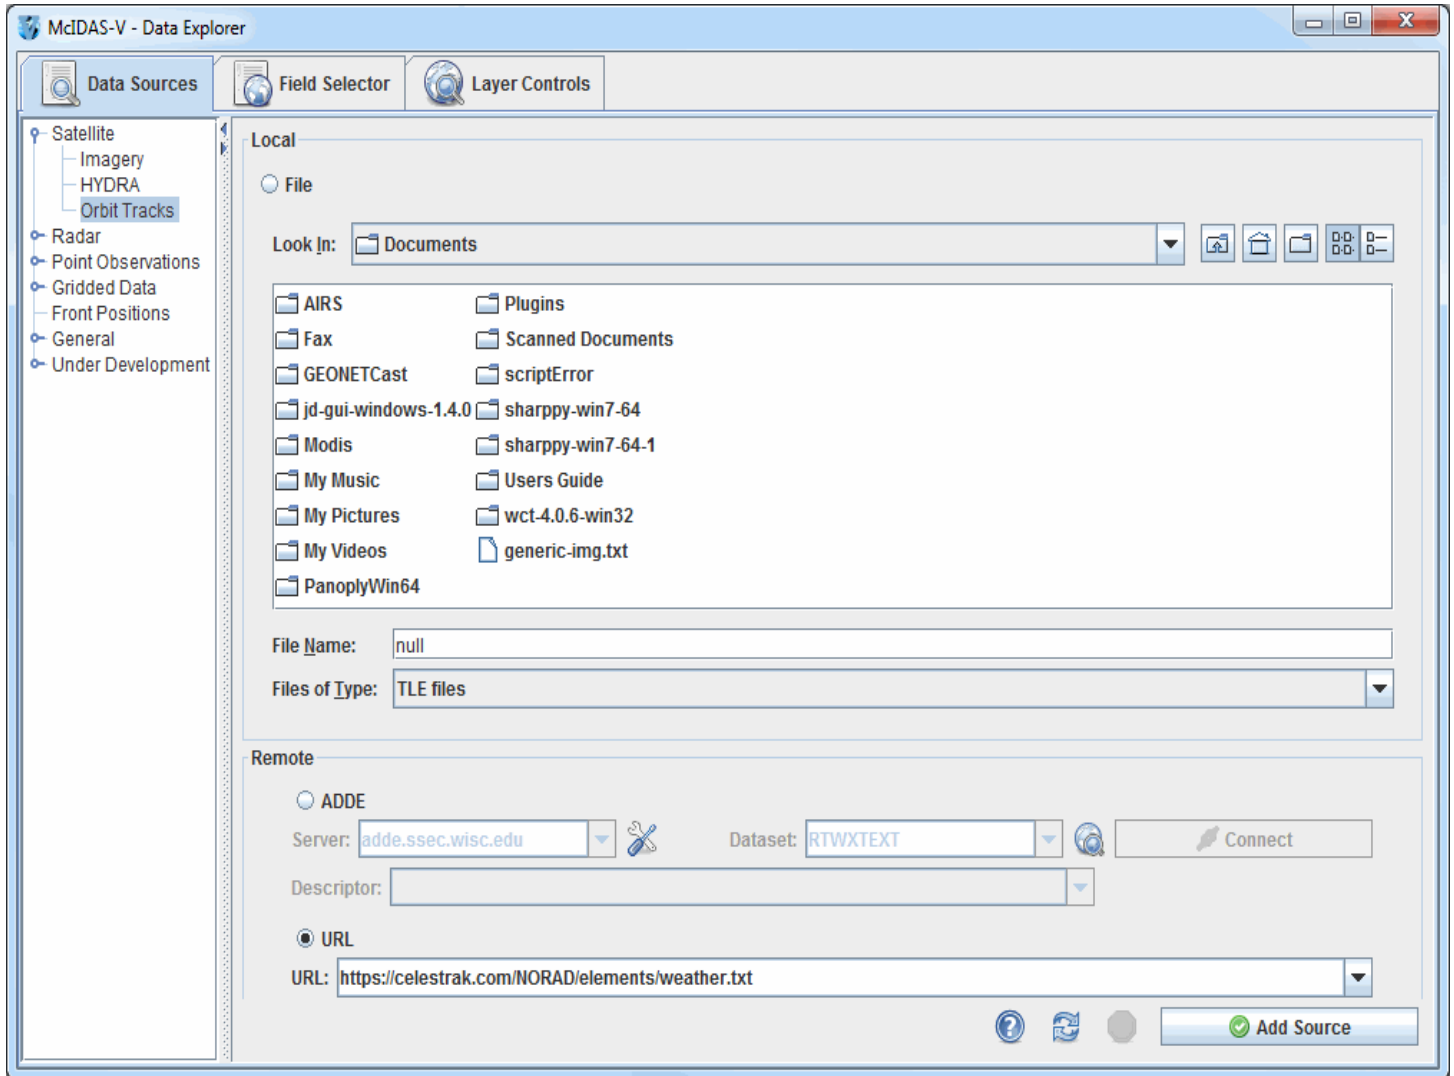 McIDAS-V - Data Explorer
Data Sources
Field Selector
Layer Controls
Satellite
Imagery
HYDRA
Orbit Tracks
Radar
Point Observations
Gridded Data
Front Positions
General
Under Development
Local
File
Look In: Documents
AIRS
Fax
GEONETCast
jd-gui-windows-1.4.0
Modis
My Music
My Pictures
My Videos
PanoplyWin64
Plugins
Scanned Documents
scriptError
sharppy-win7-64
sharppy-win7-64-1
Users Guide
wct-4.0.6-win32
generic-img.txt
File Name: null
Files of Type: TLE files
Remote
ADDE
Server: adde.ssec.wisc.edu Dataset: RTWXTEXT Connect
Descriptor:
URL
URL: https://celestrak.com/NORAD/elements/weather.txt
Add Source